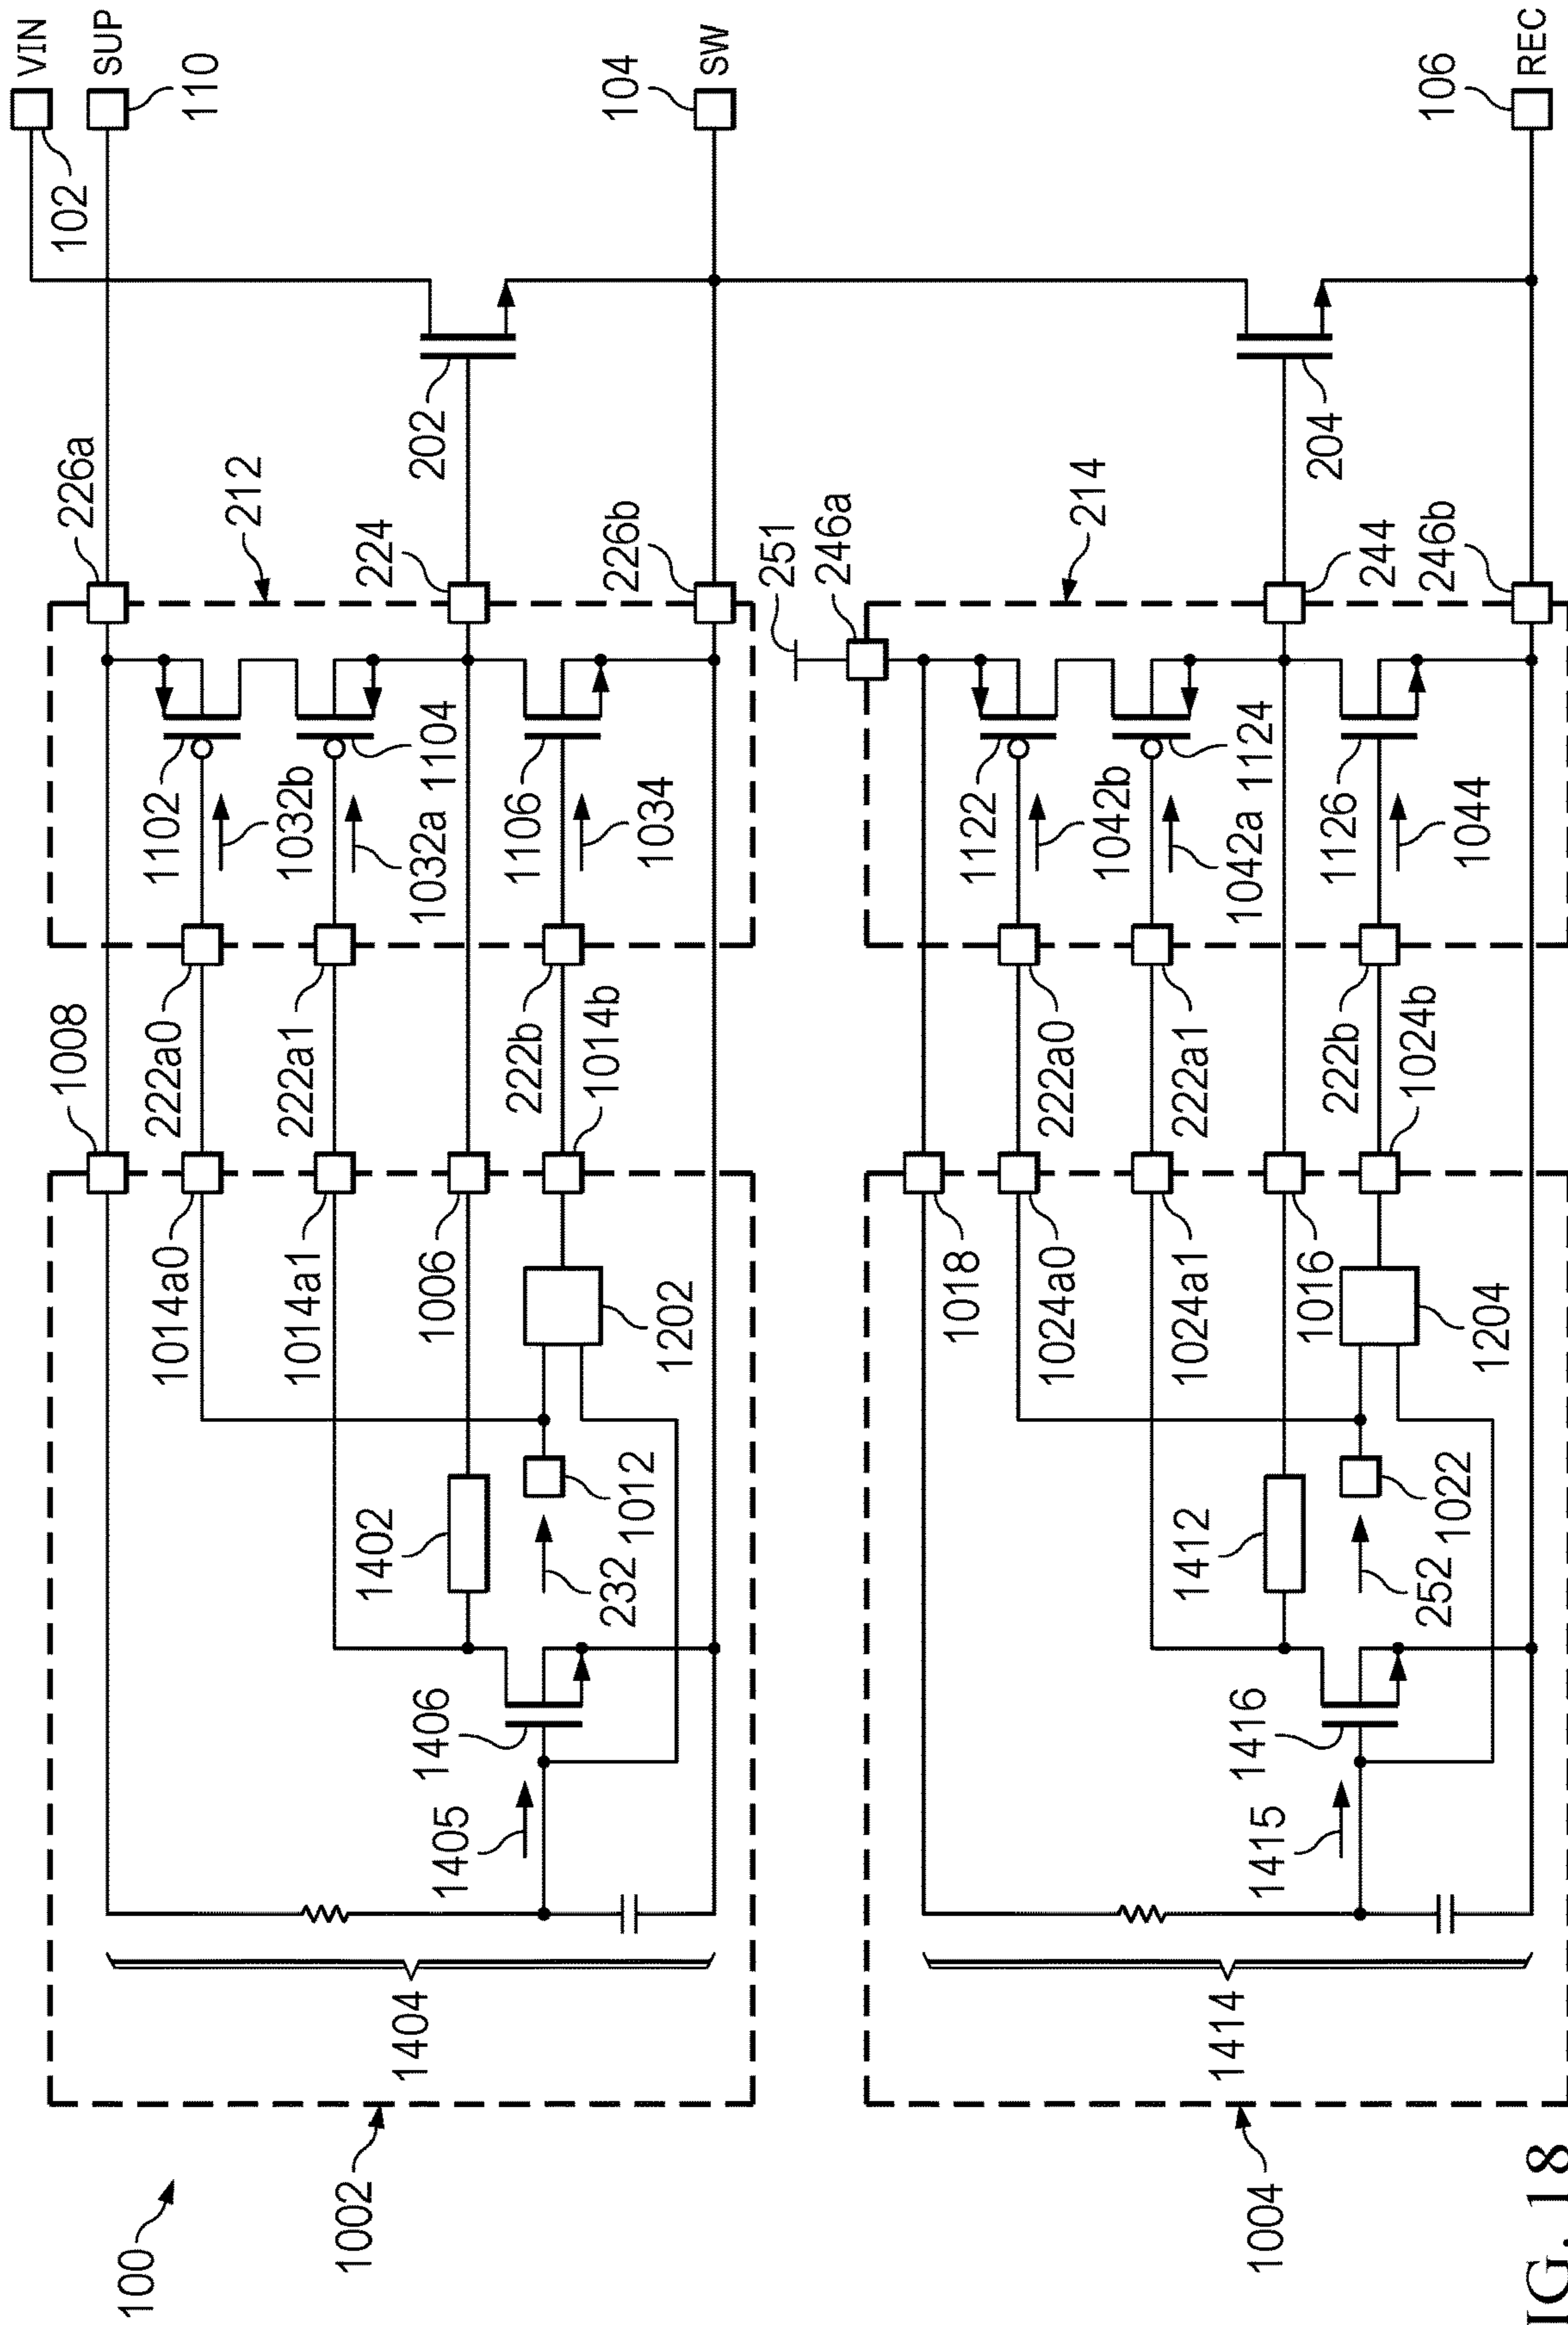 100
1002
1404
1405
1406
1402
232
1012
1202
1008
1014a0
1014a1
1006
1014b
222a0
222a1
222b
1102
1032b
1032a
1104
1106
1034
226a
212
224
226b
202
VIN
102
SUP
110
104
SW
1004
1414
1415
1416
1412
252
1022
1204
1018
1024a0
1024a1
1016
1024b
222a0
222a1
222b
1122
1042b
1042a
1124
1126
1044
251
246a
214
244
246b
204
106
REC
IG. 18